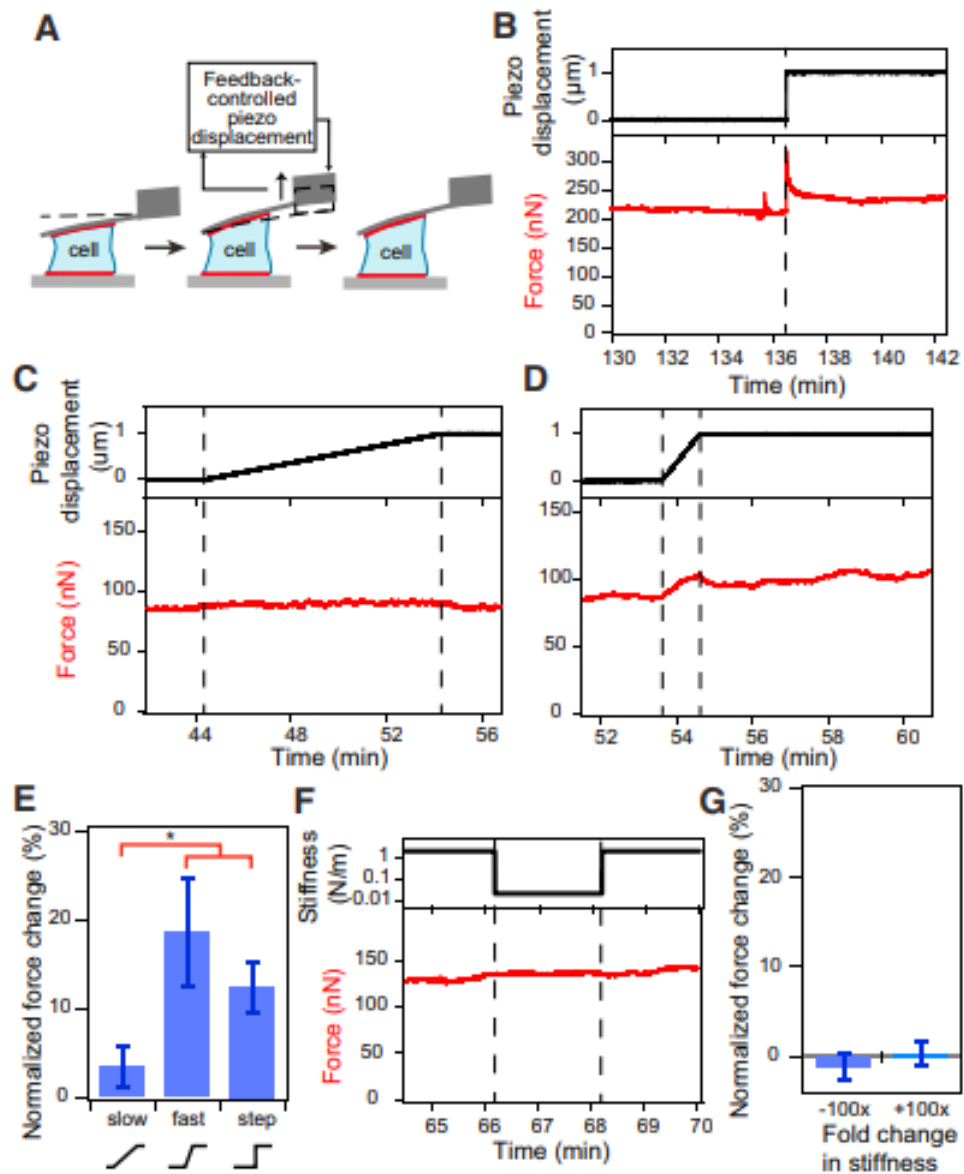 A
Feedback-
controlled
piezo
displacement
cell
cell
cell
B
Piezo
displacement
(µm)
1
0
Force (nN)
300
250
200
150
100
50
0
130 132 134 136 138 140 142
Time (min)
C
Piezo
displacement
(um)
1
0
Force (nN)
150
100
50
0
44 48 52 56
Time (min)
D
1
0
150
100
50
0
52 54 56 58 60
Time (min)
E
Normalized force change (%)
30
20
10
0
*
slow fast step
F
Stiffness
(N/m)
1
0.1
-0.01
Force (nN)
150
100
50
0
65 66 67 68 69 70
Time (min)
G
Normalized force change (%)
30
20
10
0
-100x +100x
Fold change
in stiffness